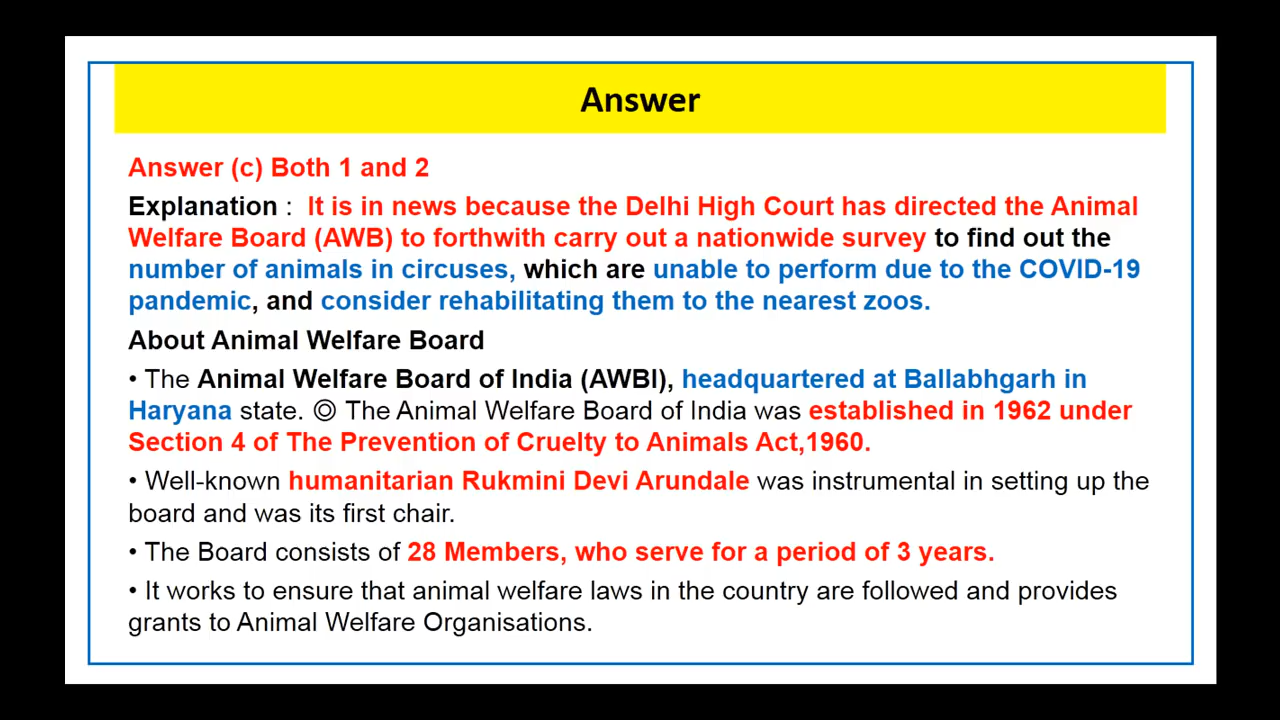 Answer
Answer (c) Both 1 and 2
Explanation : It is in news because the Delhi High Court has directed the Animal
Welfare Board (AWB) to forthwith carry out a nationwide survey to find out the
number of animals in circuses, which are unable to perform due to the COVID-19
pandemic, and consider rehabilitating them to the nearest zoos.
About Animal Welfare Board
• The Animal Welfare Board of India (AWBI), headquartered at Ballabhgarh in
Haryana state. ◎ The Animal Welfare Board of India was established in 1962 under
Section 4 of The Prevention of Cruelty to Animals Act,1960.
• Well-known humanitarian Rukmini Devi Arundale was instrumental in setting up the
board and was its first chair.
• The Board consists of 28 Members, who serve for a period of 3 years.
• It works to ensure that animal welfare laws in the country are followed and provides
grants to Animal Welfare Organisations.